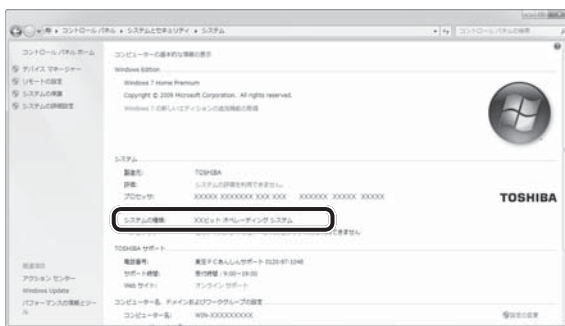 コントロール パネル ▸ システムとセキュリティ ▸ システム
コントロール パネルの検索
コントロール パネル ホーム
デバイス マネージャー
リモートの設定
システムの保護
システムの詳細設定
コンピューターの基本的な情報の表示
Windows Edition
Windows 7 Home Premium
Copyright © 2009 Microsoft Corporation. All rights reserved.
Windows 7 の新しいエディションの追加機能の取得
システム
製造元: TOSHIBA
評価: システムの評価を利用できません
プロセッサ: XXXXX XXXXXXXX XXX XXX XXXXXX XXXXX XXXXX
TOSHIBA
システムの種類: XXビット オペレーティング システム
TOSHIBA サポート
電話番号: 東芝PCあんしんサポート 0120-97-1048
サポート時間: 受付時間:9:00~19:00
Web サイト: オンライン サポート
コンピューター名、ドメインおよびワークグループの設定
コンピューター名: WIN-XXXXXXXXXX
設定の変更
関連項目
アクション センター
Windows Update
パフォーマンスの情報とツール